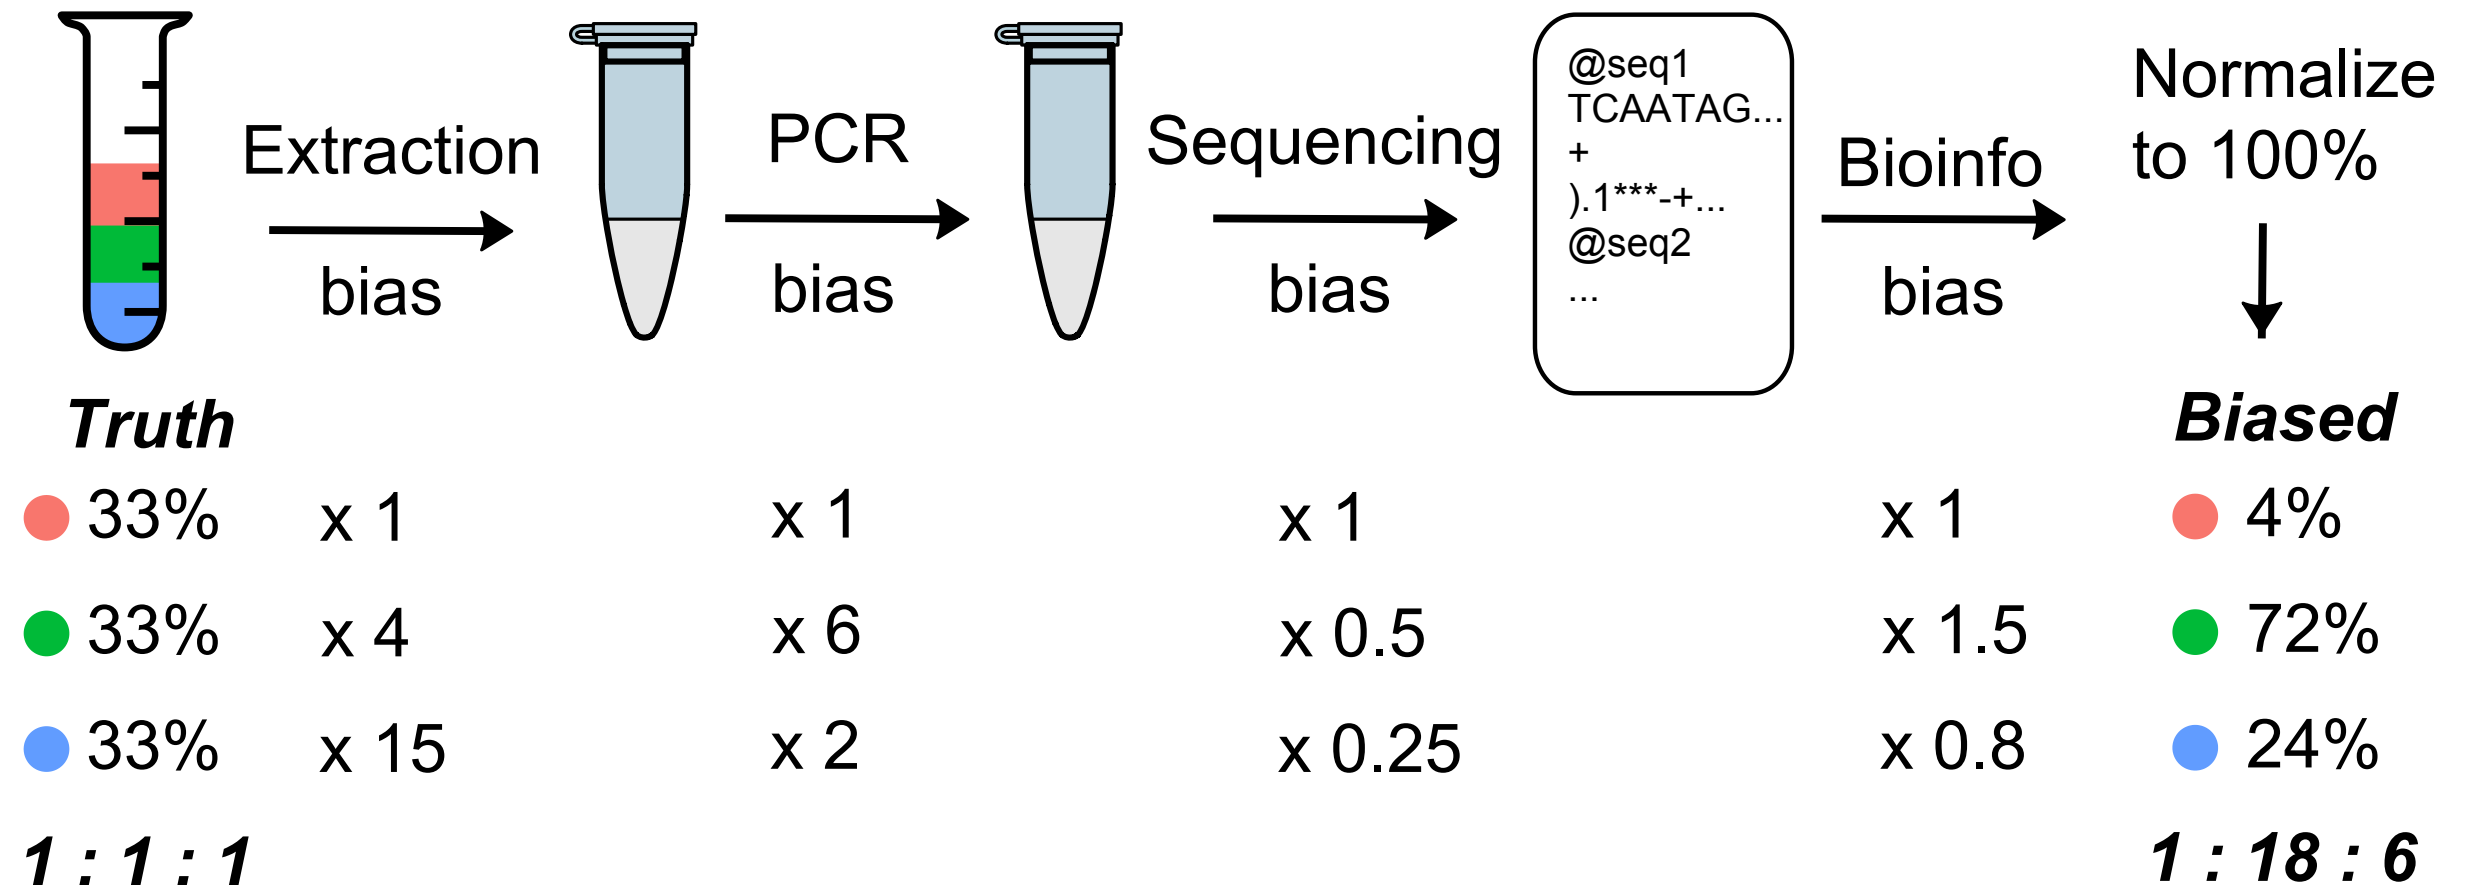 Extraction
bias
PCR
bias
Sequencing
bias
@seq1
TCAATAG...
+
).1***-+...
@seq2
...
Bioinfo
bias
Normalize
to 100%
Truth
Biased
33% x 1 x 1 x 1 x 1 4%
33% x 4 x 6 x 0.5 x 1.5 72%
33% x 15 x 2 x 0.25 x 0.8 24%
1 : 1 : 1
1 : 18 : 6